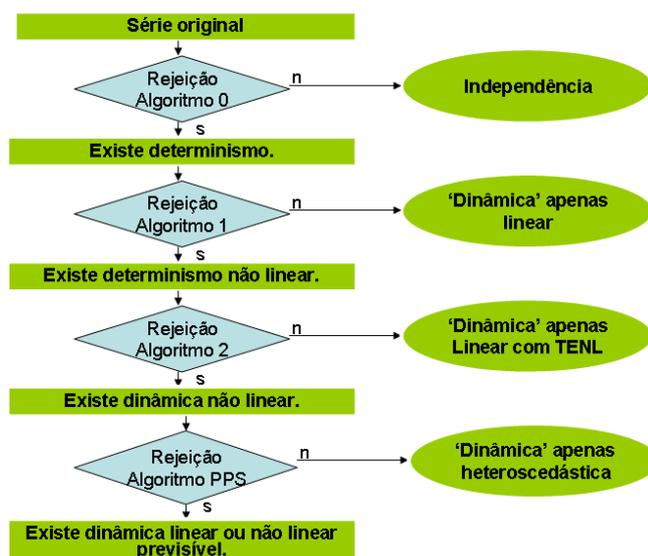 Série original
Rejeição
Algoritmo 0
n
Independência
s
Existe determinismo.
Rejeição
Algoritmo 1
n
‘Dinâmica’ apenas
linear
s
Existe determinismo não linear.
Rejeição
Algoritmo 2
n
‘Dinâmica’ apenas
Linear com TENL
s
Existe dinâmica não linear.
Rejeição
Algoritmo PPS
n
‘Dinâmica’ apenas
heteroscedástica
s
Existe dinâmica linear ou não linear
previsível.